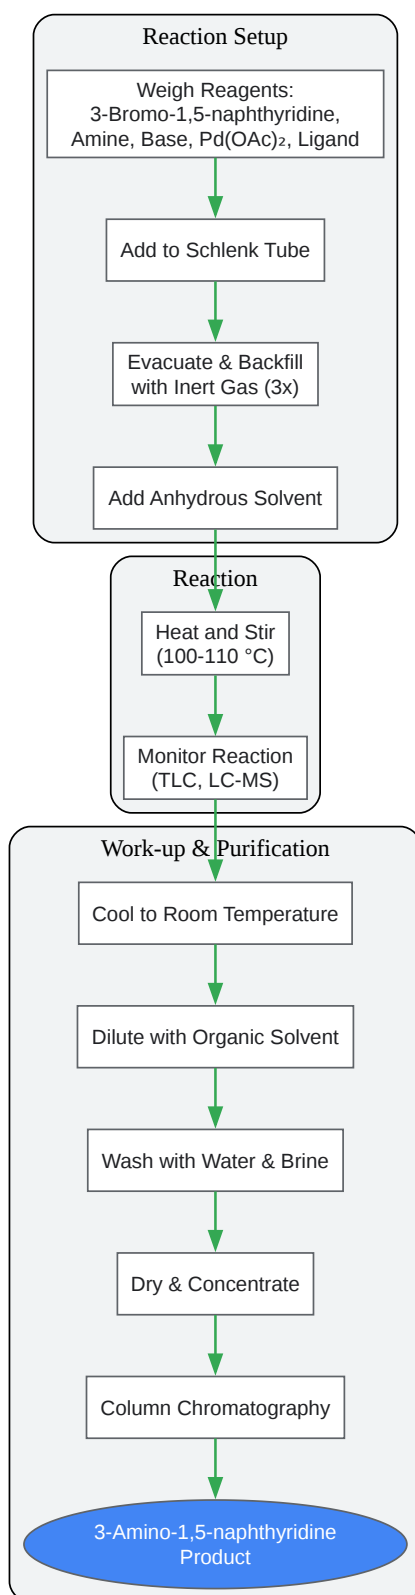 Reaction Setup
Weigh Reagents:
3-Bromo-1,5-naphthyridine,
Amine, Base, Pd(OAc)₂, Ligand
Add to Schlenk Tube
Evacuate & Backfill
with Inert Gas (3x)
Add Anhydrous Solvent
Reaction
Heat and Stir
(100-110 °C)
Monitor Reaction
(TLC, LC-MS)
Work-up & Purification
Cool to Room Temperature
Dilute with Organic Solvent
Wash with Water & Brine
Dry & Concentrate
Column Chromatography
3-Amino-1,5-naphthyridine
Product